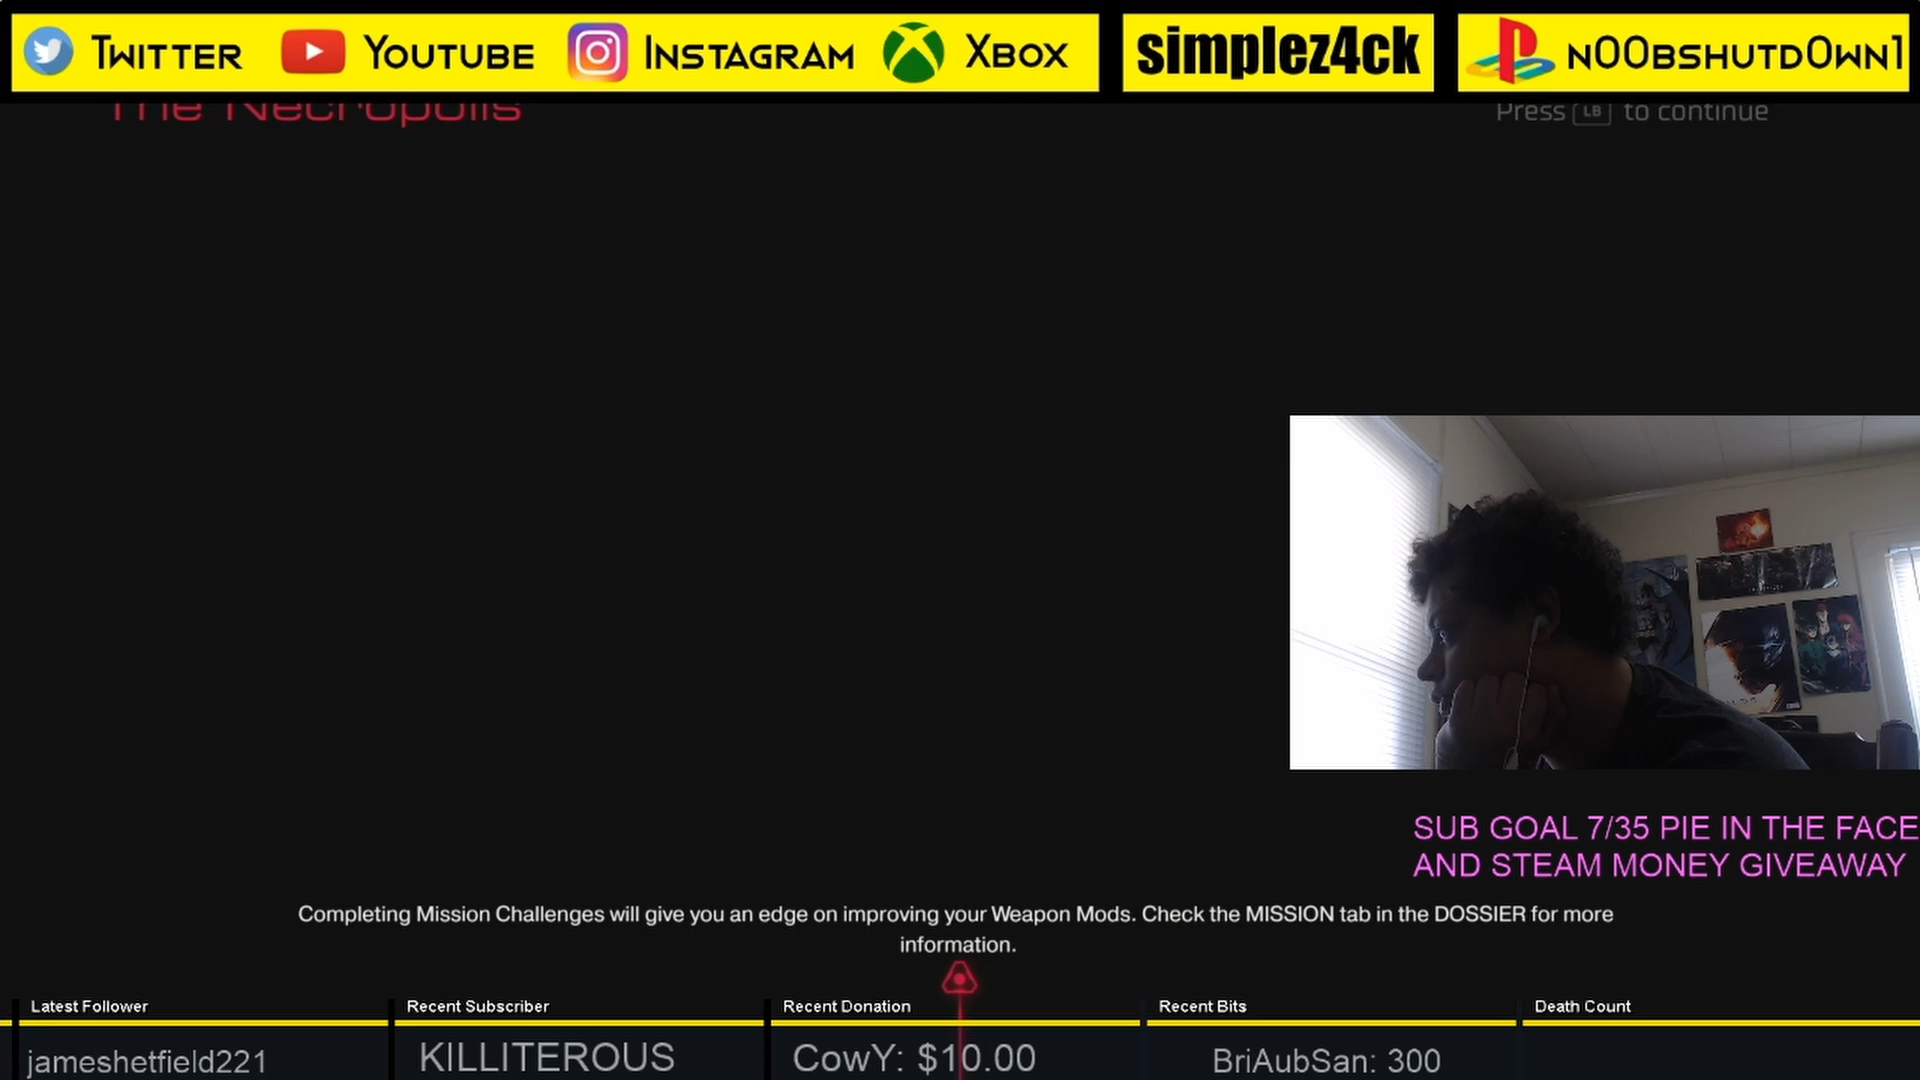 Twitter Youtube Instagram Xbox simplez4ck n00bshutd0wn1
The Necropolis
Press LB to continue
SUB GOAL 7/35 PIE IN THE FACE
AND STEAM MONEY GIVEAWAY
Completing Mission Challenges will give you an edge on improving your Weapon Mods. Check the MISSION tab in the DOSSIER for more
information.
Latest Follower Recent Subscriber Recent Donation Recent Bits Death Count
jameshetfield221 KILLITEROUS CowY: $10.00 BriAubSan: 300